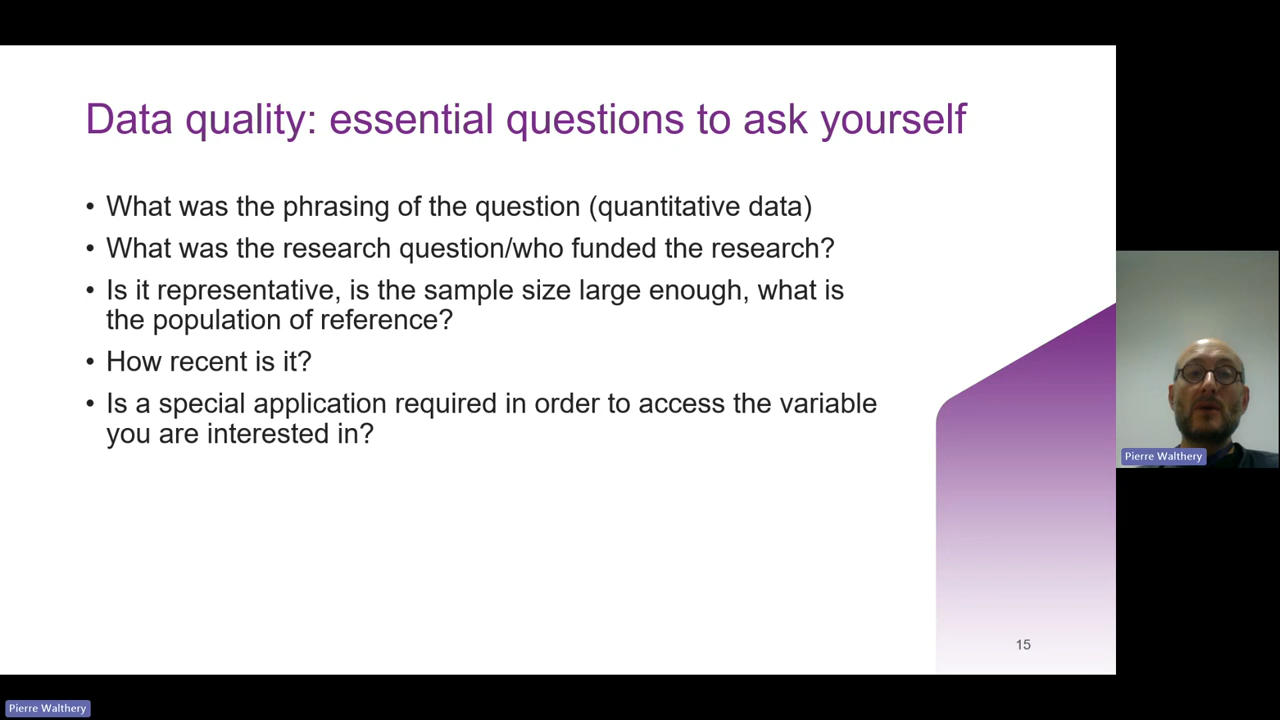 Data quality: essential questions to ask yourself
• What was the phrasing of the question (quantitative data)
• What was the research question/who funded the research?
• Is it representative, is the sample size large enough, what is
the population of reference?
• How recent is it?
• Is a special application required in order to access the variable
you are interested in?
Pierre Walthery
15
Pierre Walthery